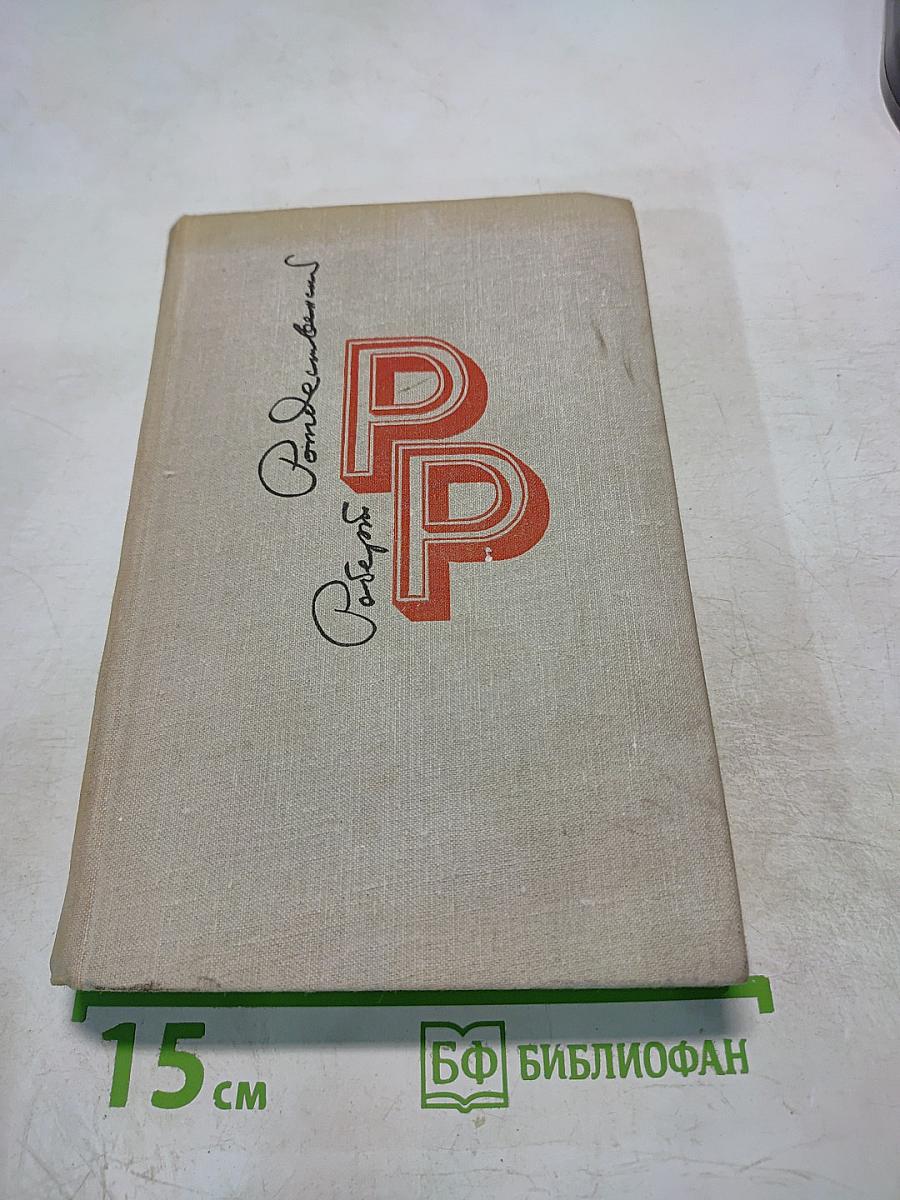 Роберт
Рождественский
РР
15 см
БФ БИБЛИОФАН